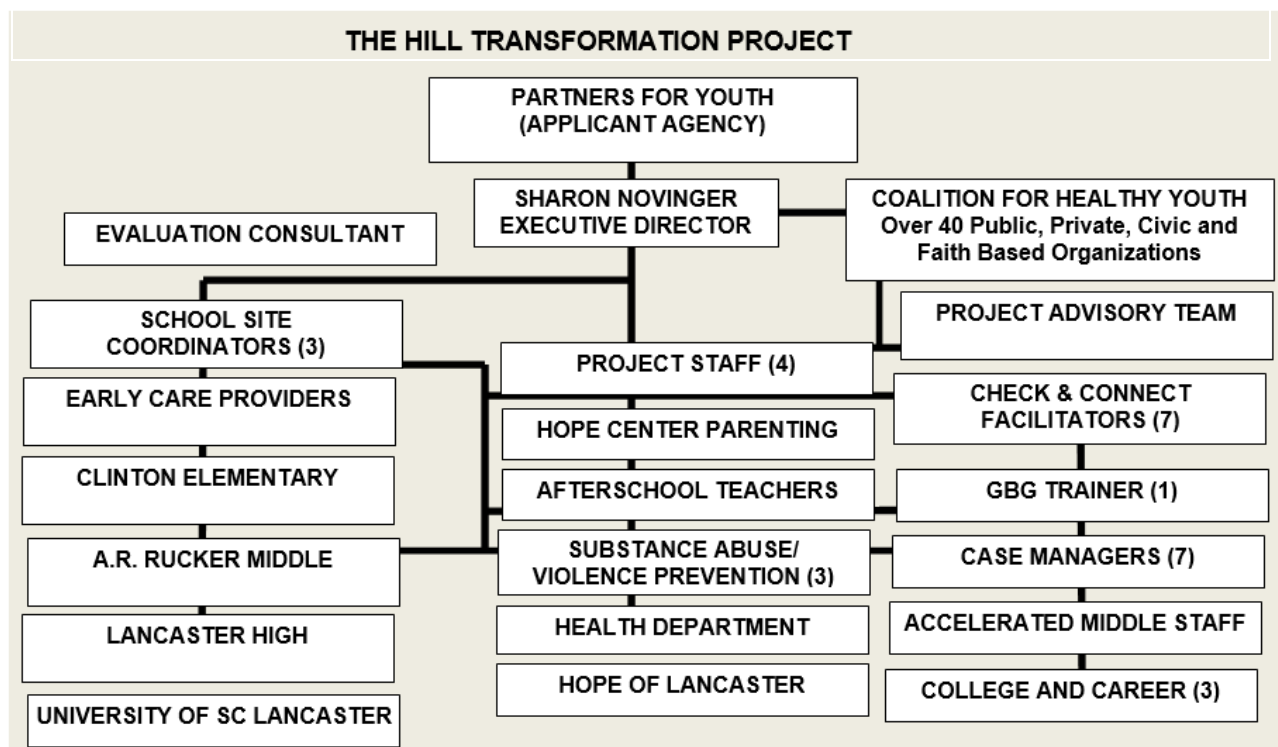 THE HILL TRANSFORMATION PROJECT
PARTNERS FOR YOUTH
(APPLICANT AGENCY)
SHARON NOVINGER
EXECUTIVE DIRECTOR
COALITION FOR HEALTHY YOUTH
Over 40 Public, Private, Civic and
Faith Based Organizations
EVALUATION CONSULTANT
PROJECT ADVISORY TEAM
SCHOOL SITE
COORDINATORS (3)
EARLY CARE PROVIDERS
CLINTON ELEMENTARY
A.R. RUCKER MIDDLE
LANCASTER HIGH
UNIVERSITY OF SC LANCASTER
PROJECT STAFF (4)
HOPE CENTER PARENTING
AFTERSCHOOL TEACHERS
SUBSTANCE ABUSE/
VIOLENCE PREVENTION (3)
HEALTH DEPARTMENT
HOPE OF LANCASTER
CHECK & CONNECT
FACILITATORS (7)
GBG TRAINER (1)
CASE MANAGERS (7)
ACCELERATED MIDDLE STAFF
COLLEGE AND CAREER (3)